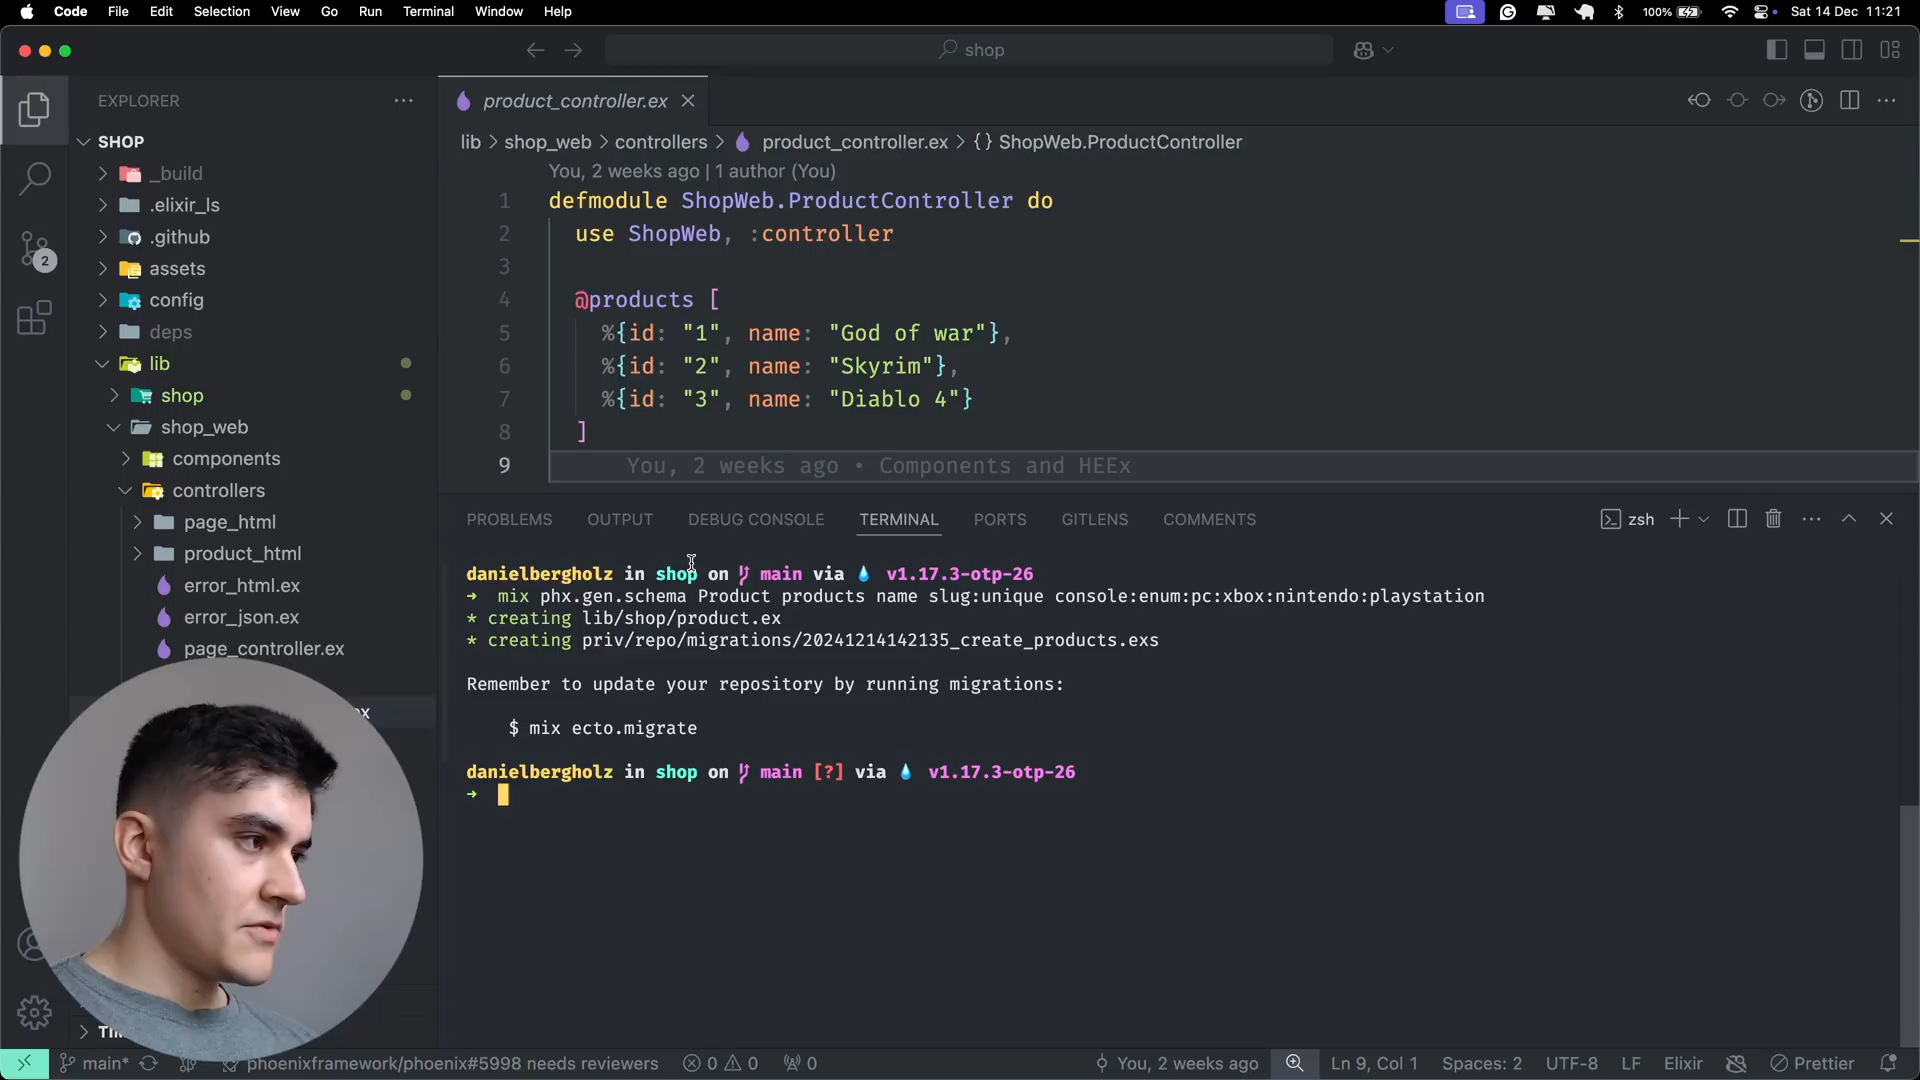 Code File Edit Selection View Go Run Terminal Window Help 100% Sat 14 Dec 11:21
shop
EXPLORER
SHOP
_build
.elixir_ls
.github
assets
config
deps
lib
shop
shop_web
components
controllers
page_html
product_html
error_html.ex
error_json.ex
page_controller.ex
ex
2
product_controller.ex
lib > shop_web > controllers > product_controller.ex > {} ShopWeb.ProductController
You, 2 weeks ago | 1 author (You)
1 defmodule ShopWeb.ProductController do
2 use ShopWeb, :controller
3
4 @products [
5 %{id: "1", name: "God of war"},
6 %{id: "2", name: "Skyrim"},
7 %{id: "3", name: "Diablo 4"}
8 ]
9 You, 2 weeks ago • Components and HEEx
PROBLEMS OUTPUT DEBUG CONSOLE TERMINAL PORTS GITLENS COMMENTS zsh
danielbergholz in shop on main via v1.17.3-otp-26
→ mix phx.gen.schema Product products name slug:unique console:enum:pc:xbox:nintendo:playstation
* creating lib/shop/product.ex
* creating priv/repo/migrations/20241214142135_create_products.exs
Remember to update your repository by running migrations:
$ mix ecto.migrate
danielbergholz in shop on main [?] via v1.17.3-otp-26
→
main* phoenixframework/phoenix#5998 needs reviewers 0 0 0 You, 2 weeks ago Ln 9, Col 1 Spaces: 2 UTF-8 LF Elixir Prettier